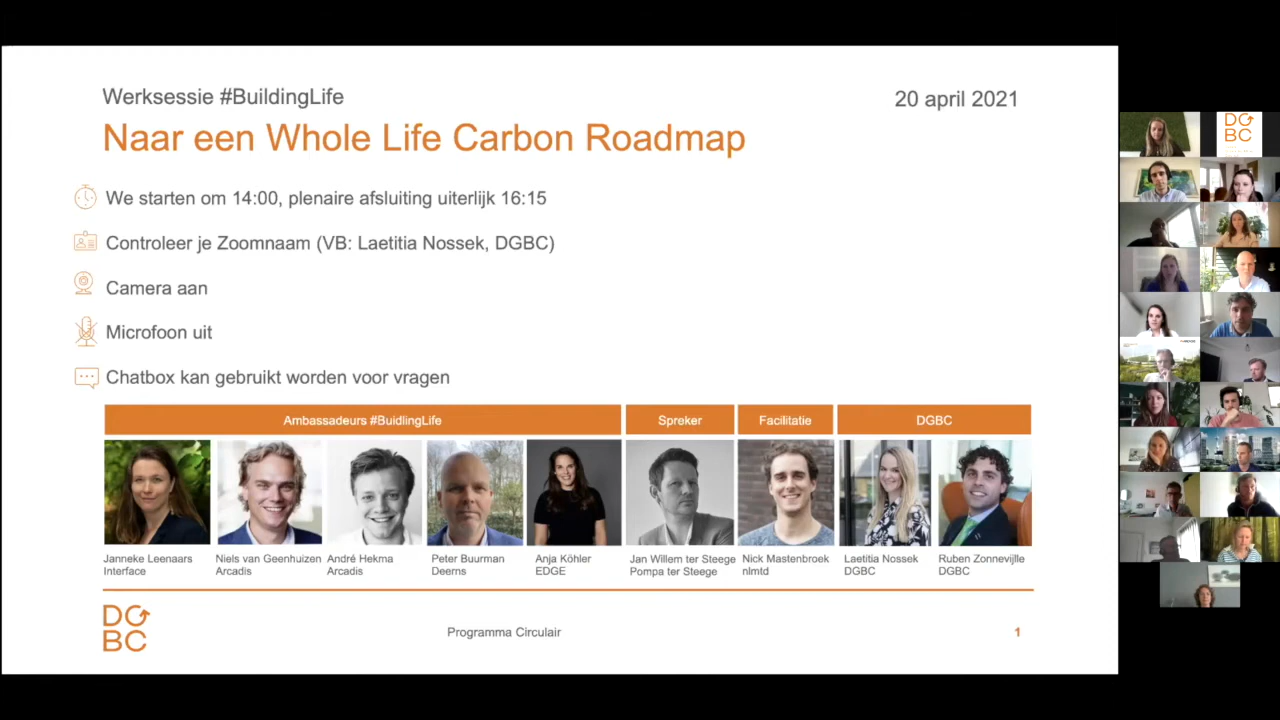 Werksessie #BuildingLife
20 april 2021
Naar een Whole Life Carbon Roadmap
We starten om 14:00, plenaire afsluiting uiterlijk 16:15
Controleer je Zoomnaam (VB: Laetitia Nossek, DGBC)
Camera aan
Microfoon uit
Chatbox kan gebruikt worden voor vragen
Ambassadeurs #BuidlingLife
Spreker
Facilitatie
DGBC
Janneke Leenaars
Interface
Niels van Geenhuizen
Arcadis
André Hekma
Arcadis
Peter Buurman
Deerns
Anja Köhler
EDGE
Jan Willem ter Steege
Pompa ter Steege
Nick Mastenbroek
nlmtd
Laetitia Nossek
DGBC
Ruben Zonnevijlle
DGBC
DG
BC
Programma Circulair
1
DG
BC